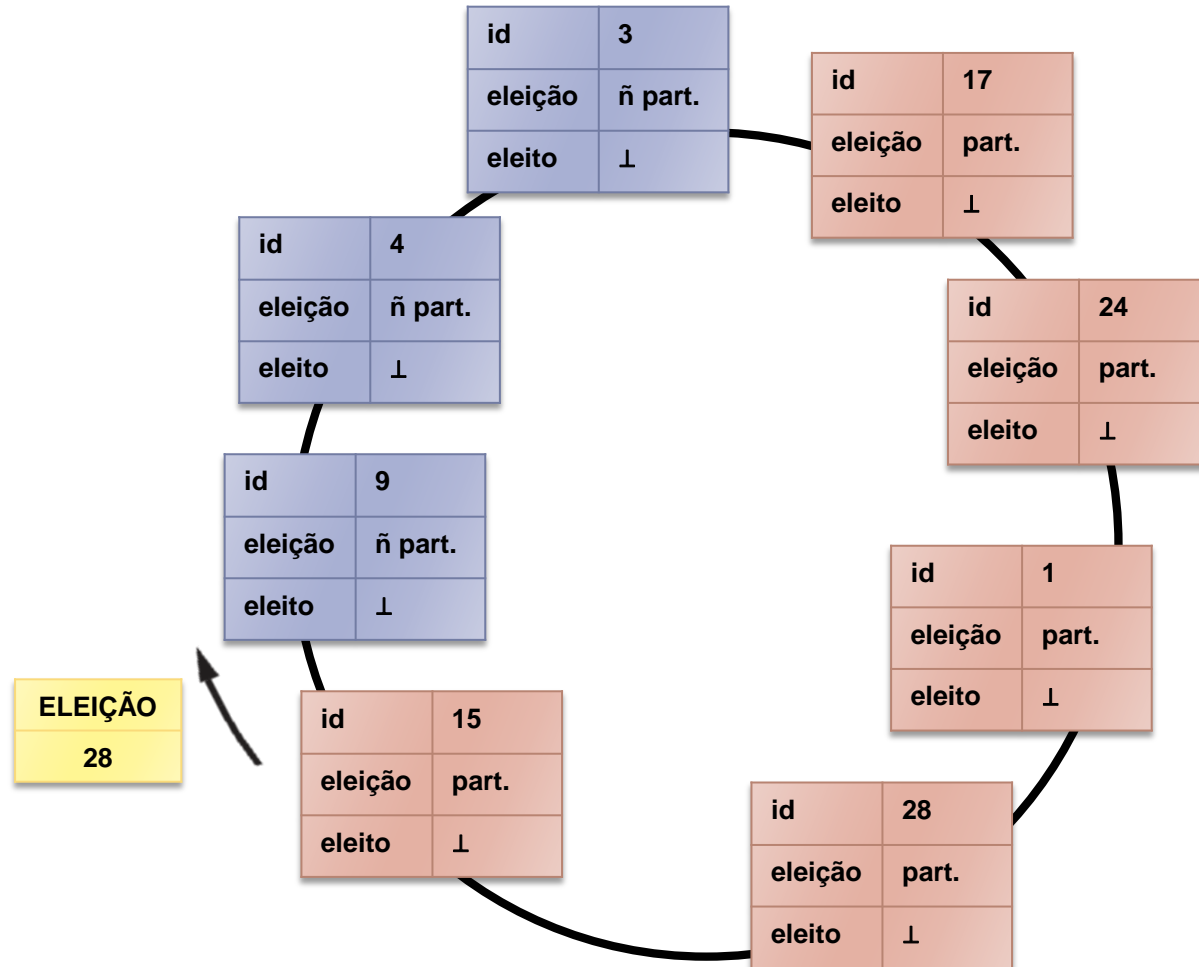 id 3
eleição ñ part.
eleito ⊥
id 17
eleição part.
eleito ⊥
id 4
eleição ñ part.
eleito ⊥
id 24
eleição part.
eleito ⊥
id 9
eleição ñ part.
eleito ⊥
id 1
eleição part.
eleito ⊥
ELEIÇÃO
28
id 15
eleição part.
eleito ⊥
id 28
eleição part.
eleito ⊥